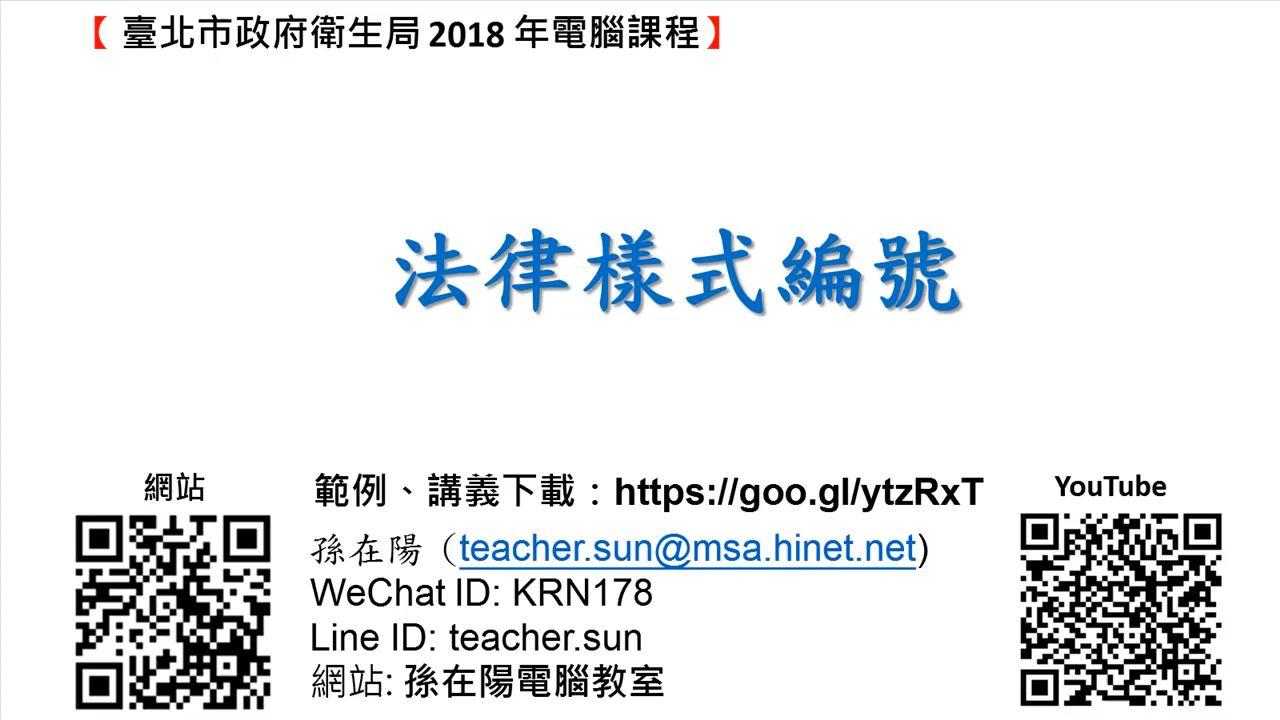 【 臺北市政府衛生局 2018 年電腦課程】
法律樣式編號
網站
範例、講義下載：https://goo.gl/ytzRxT
YouTube
孫在陽（teacher.sun@msa.hinet.net)
WeChat ID: KRN178
Line ID: teacher.sun
網站: 孫在陽電腦教室